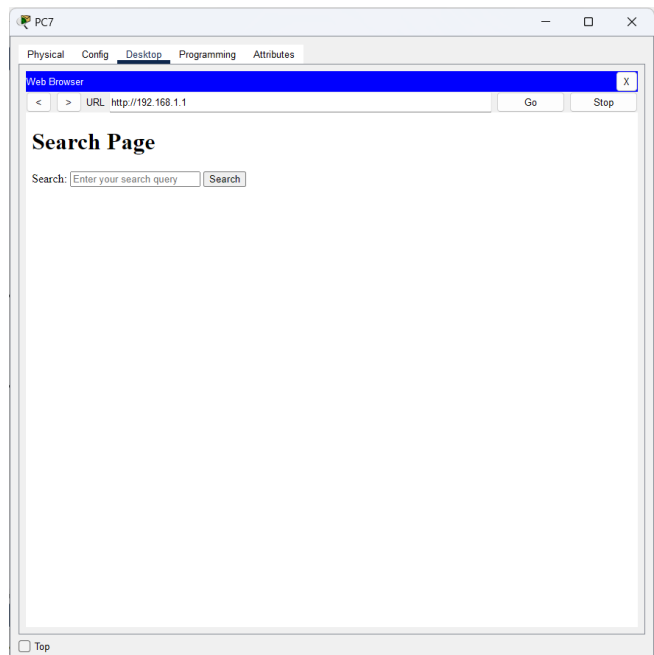 PC7
Physical Config Desktop Programming Attributes
Web Browser X
< > URL http://192.168.1.1 Go Stop
Search Page
Search: Enter your search query Search
Top